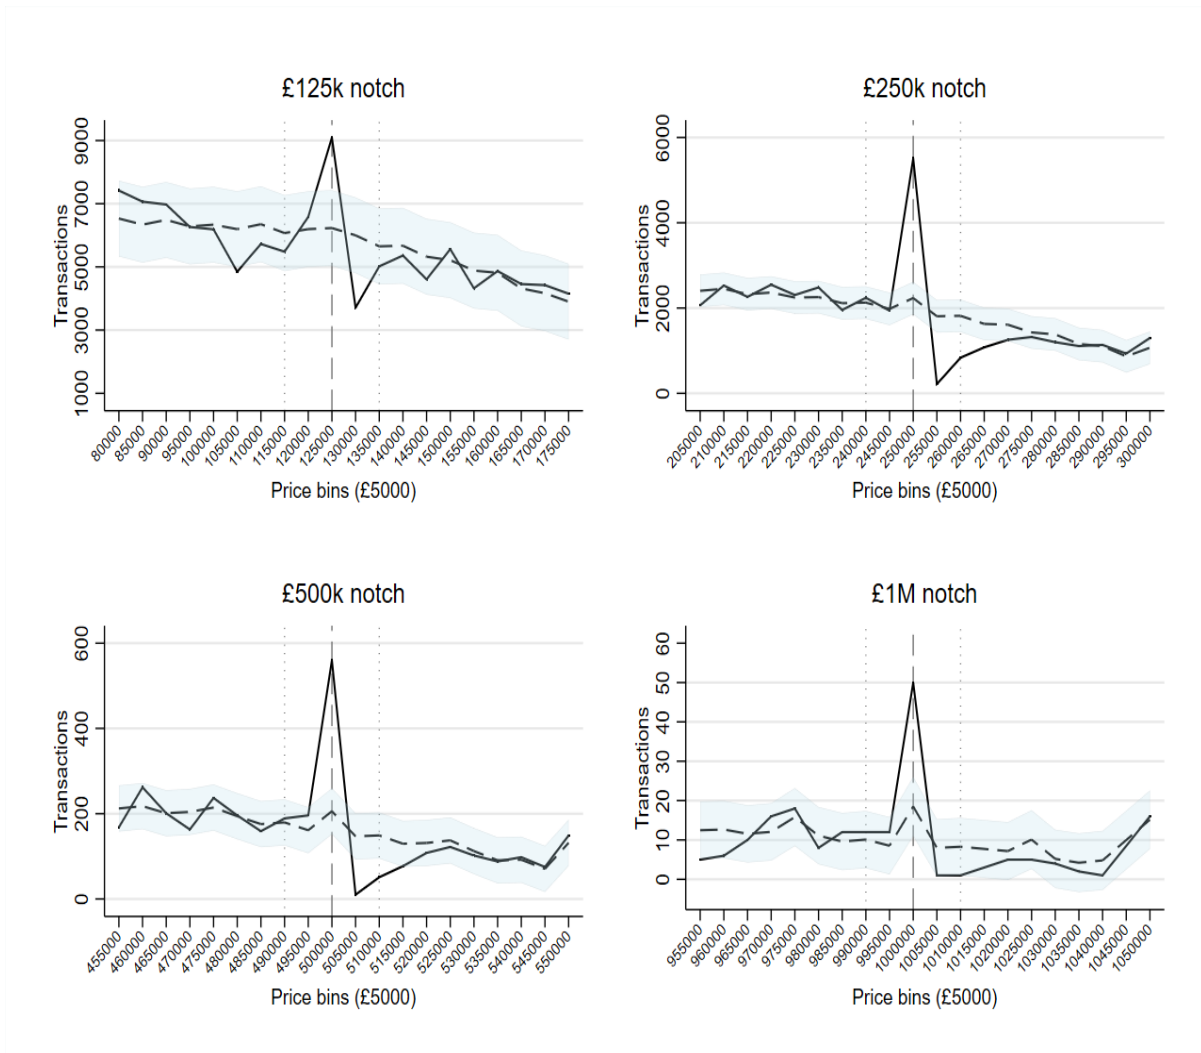 £125k notch
Transactions
9000
7000
5000
3000
1000
80000 85000 90000 95000 100000 105000 110000 115000 120000 125000 130000 135000 140000 145000 150000 155000 160000 165000 170000 175000
Price bins (£5000)
£250k notch
Transactions
6000
4000
2000
0
205000 210000 215000 220000 225000 230000 235000 240000 245000 250000 255000 260000 265000 270000 275000 280000 285000 290000 295000 300000
Price bins (£5000)
£500k notch
Transactions
600
400
200
0
455000 460000 465000 470000 475000 480000 485000 490000 495000 500000 505000 510000 515000 520000 525000 530000 535000 540000 545000 550000
Price bins (£5000)
£1M notch
Transactions
60
50
40
30
20
10
0
955000 960000 965000 970000 975000 980000 985000 990000 995000 1000000 1005000 1010000 1015000 1020000 1025000 1030000 1035000 1040000 1045000 1050000
Price bins (£5000)